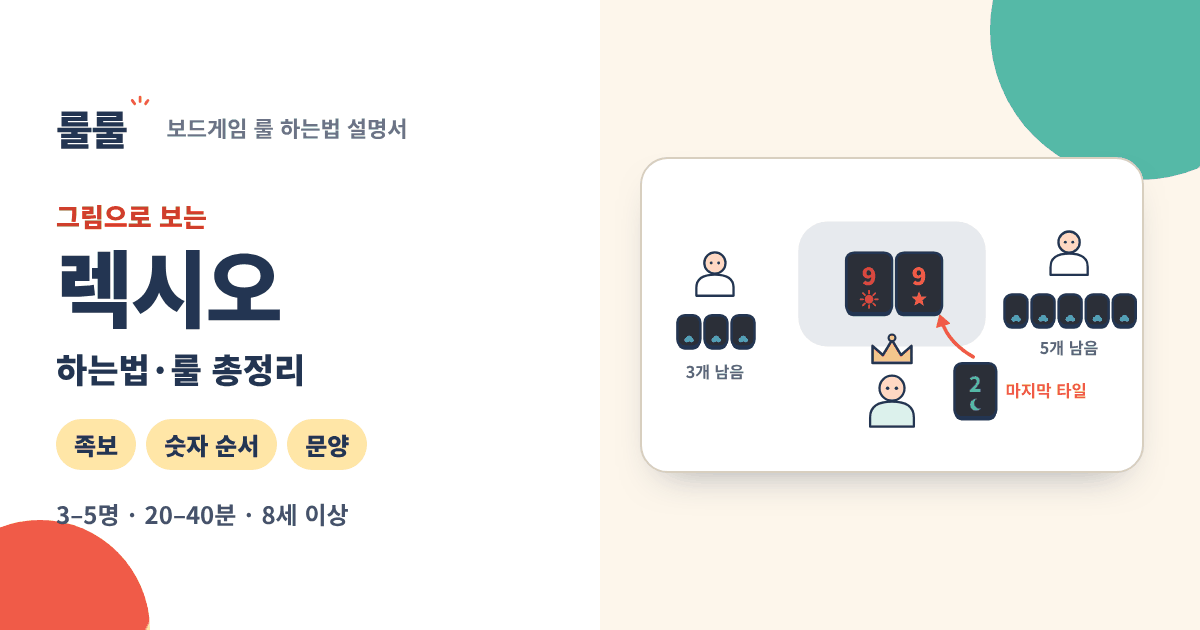 룰룰 보드게임 룰 하는법 설명서
그림으로 보는
렉시오
하는법·룰 총정리
족보 숫자 순서 문양
3–5명 · 20–40분 · 8세 이상
9 9
3개 남음
5개 남음
2
마지막 타일